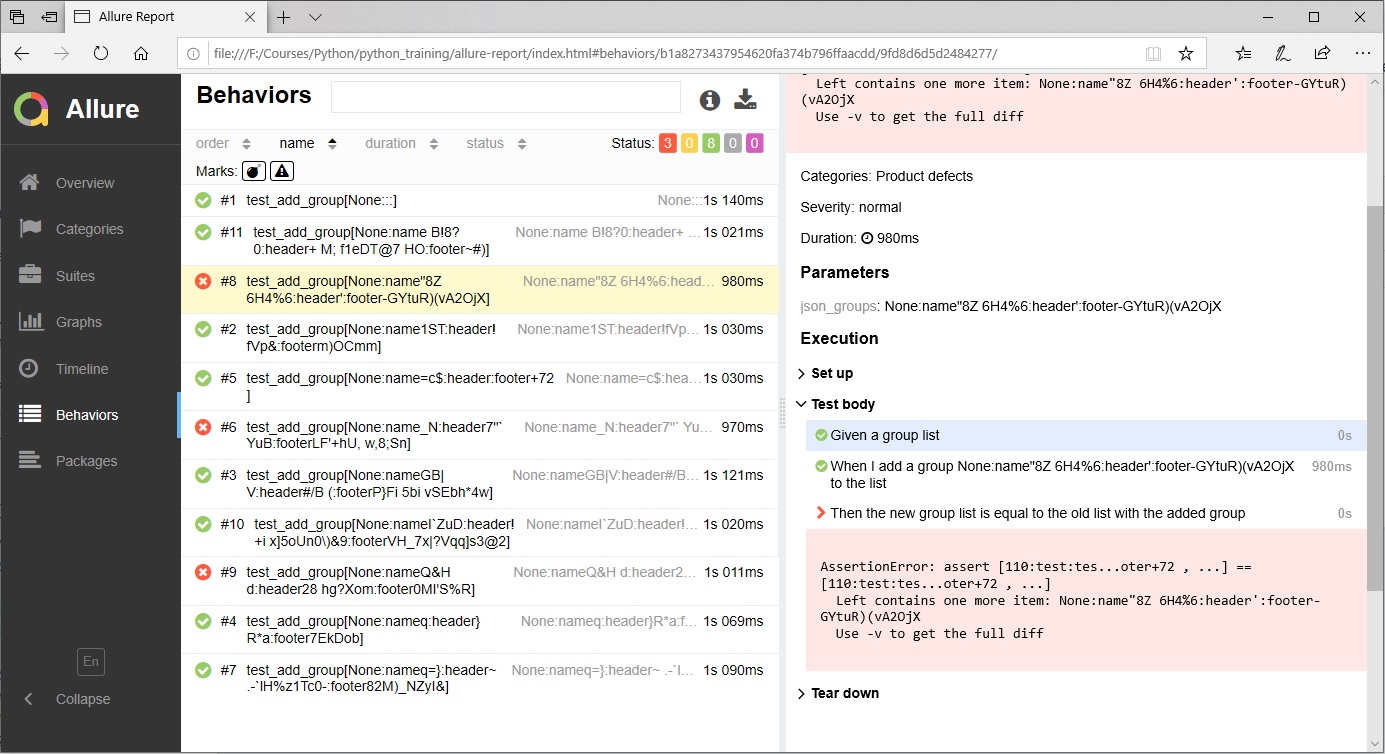 Allure Report
file:///F:/Courses/Python/python_training/allure-report/index.html#behaviors/b1a8273437954620fa374b796ffaacdd/9fd8d6d5d2484277/
Allure
Overview
Categories
Suites
Graphs
Timeline
Behaviors
Packages
En
Collapse
Behaviors
order name duration status Status: 3 0 8 0 0
Marks:
#1 test_add_group[None:::] None:::1s 140ms
#11 test_add_group[None:name B!8? None:name B!8?0:header+ ... 1s 021ms
0:header+ M; f1eDT@7 HO:footer~#)]
#8 test_add_group[None:name"8Z None:name"8Z 6H4%6:head... 980ms
6H4%6:header':footer-GYtuR)(vA2OjX]
#2 test_add_group[None:name1ST:header! None:name1ST:header!fVp... 1s 030ms
fVp&:footerm)OCmm]
#5 test_add_group[None:name=c$:header:footer+72 None:name=c$:hea... 1s 030ms
]
#6 test_add_group[None:name_N:header7"` None:name_N:header7"` Yu... 970ms
YuB:footerLF'+hU, w,8;Sn]
#3 test_add_group[None:nameGB| None:nameGB|V:header#/B... 1s 121ms
V:header#/B (:footerP}Fi 5bi vSEbh*4w]
#10 test_add_group[None:nameI`ZuD:header! None:nameI`ZuD:header!... 1s 020ms
+i x]5oUn0\)&9:footerVH_7x|?Vqq]s3@2]
#9 test_add_group[None:nameQ&H None:nameQ&H d:header2... 1s 011ms
d:header28 hg?Xom:footer0MI'S%R]
#4 test_add_group[None:nameq:header} None:nameq:header}R*a:f... 1s 069ms
R*a:footer7EkDob]
#7 test_add_group[None:nameq=}:header~ None:nameq=}:header~ .-`I... 1s 090ms
.-`IH%z1Tc0-:footer82M)_NZyI&]
Left contains one more item: None:name"8Z 6H4%6:header':footer-GYtuR)
(vA2OjX
Use -v to get the full diff
Categories: Product defects
Severity: normal
Duration: 980ms
Parameters
json_groups: None:name"8Z 6H4%6:header':footer-GYtuR)(vA2OjX
Execution
Set up
Test body
Given a group list 0s
When I add a group None:name"8Z 6H4%6:header':footer-GYtuR)(vA2OjX 980ms
to the list
Then the new group list is equal to the old list with the added group 0s
AssertionError: assert [110:test:tes...oter+72 , ...] ==
[110:test:tes...oter+72 , ...]
Left contains one more item: None:name"8Z 6H4%6:header':footer-
GYtuR)(vA2OjX
Use -v to get the full diff
Tear down